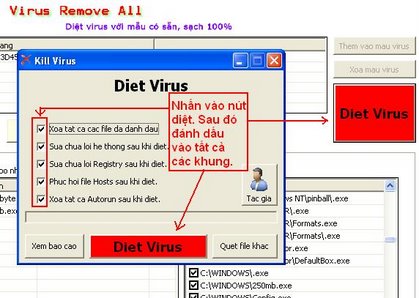 Virus Remove All
Diệt virus với mẫu có sẵn, sạch 100%
Them vao mau virus
Xoa mau virus
Diet Virus
Kill Virus
Diet Virus
Xoa tat ca cac file da danh dau
Sua chua loi he thong sau khi diet.
Sua chua loi Registry sau khi diet.
Phuc hoi file Hosts sau khi diet.
Xoa tat ca Autorun sau khi diet.
Nhấn vào nút
diệt. Sau đó
đánh dấu
vào tất cả
các khung.
Tac gia
Xem bao cao
Diet Virus
Quet file khac
ws NT\pinball\.exe
R\.exe
R\Formats\.exe
R\Formats.exe
or.exe
or\DefaultBox.exe
C:\WINDOWS\.exe
C:\WINDOWS\250mb.exe
C:\WINDOWS\Config.exe